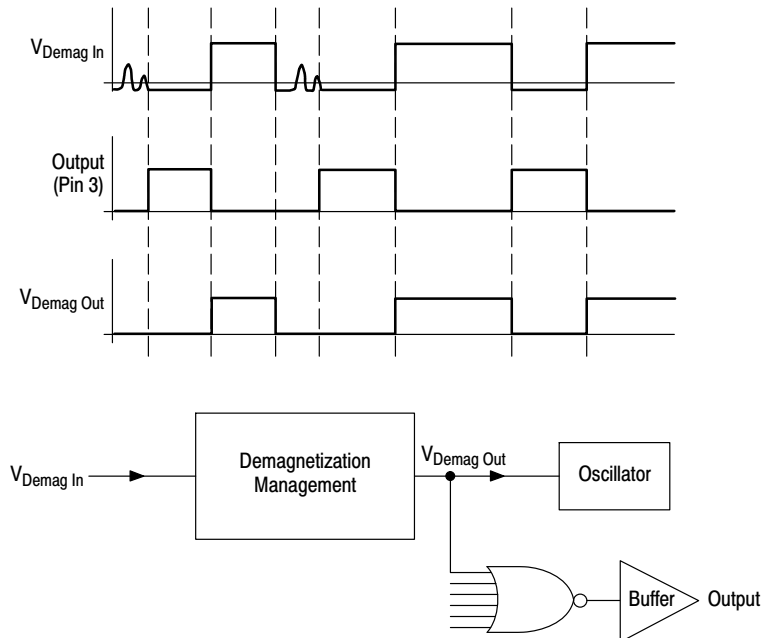 VDemag In
Output
(Pin 3)
VDemag Out
VDemag In
Demagnetization
Management
VDemag Out
Oscillator
Buffer
Output